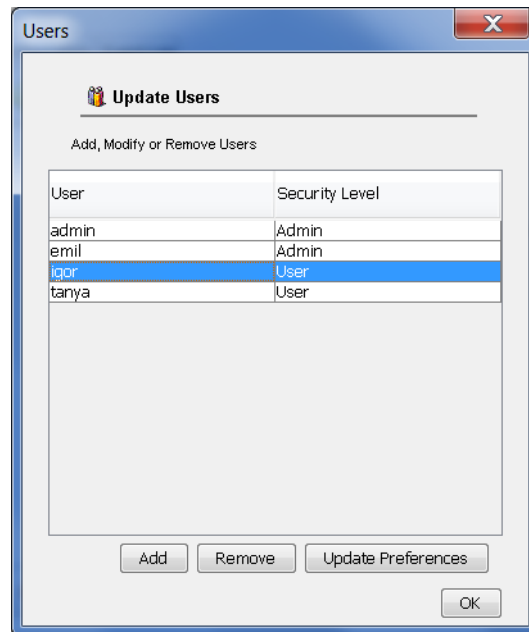 Users
Update Users
Add, Modify or Remove Users
User Security Level
admin Admin
emil Admin
igor User
tanya User
Add Remove Update Preferences
OK